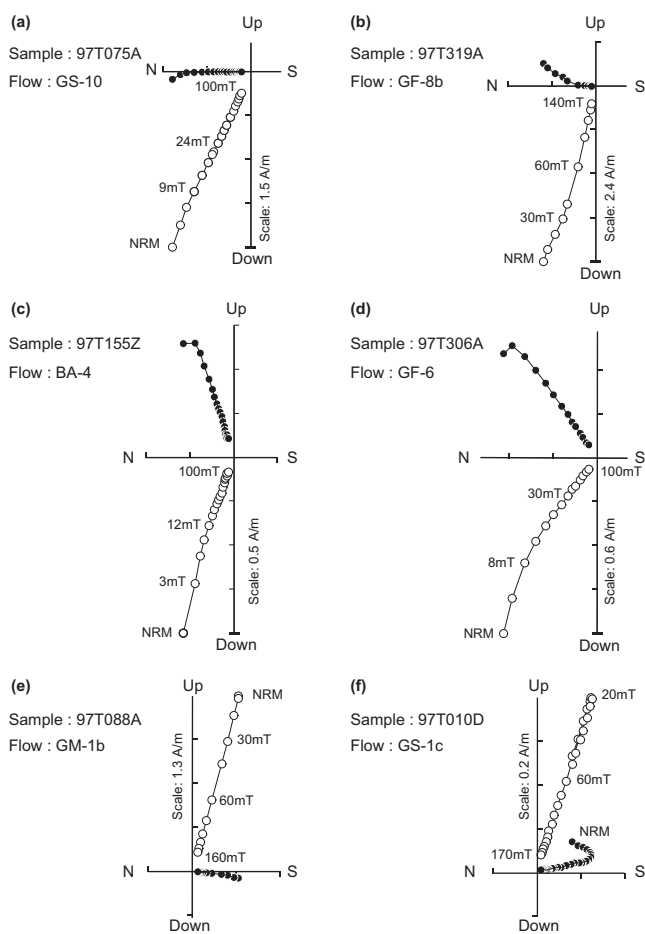 (a)
Up
Sample : 97T075A
Flow : GS-10
N
S
100mT
24mT
9mT
NRM
Scale: 1.5 A/m
Down
(b)
Up
Sample : 97T319A
Flow : GF-8b
N
S
140mT
60mT
30mT
NRM
Scale: 2.4 A/m
Down
(c)
Up
Sample : 97T155Z
Flow : BA-4
N
S
100mT
12mT
3mT
NRM
Scale: 0.5 A/m
Down
(d)
Up
Sample : 97T306A
Flow : GF-6
N
S
100mT
30mT
8mT
NRM
Scale: 0.6 A/m
Down
(e)
Up
Sample : 97T088A
Flow : GM-1b
NRM
30mT
Scale: 1.3 A/m
60mT
160mT
N
S
Down
(f)
Up
Sample : 97T010D
Flow : GS-1c
20mT
Scale: 0.2 A/m
60mT
NRM
170mT
N
S
Down